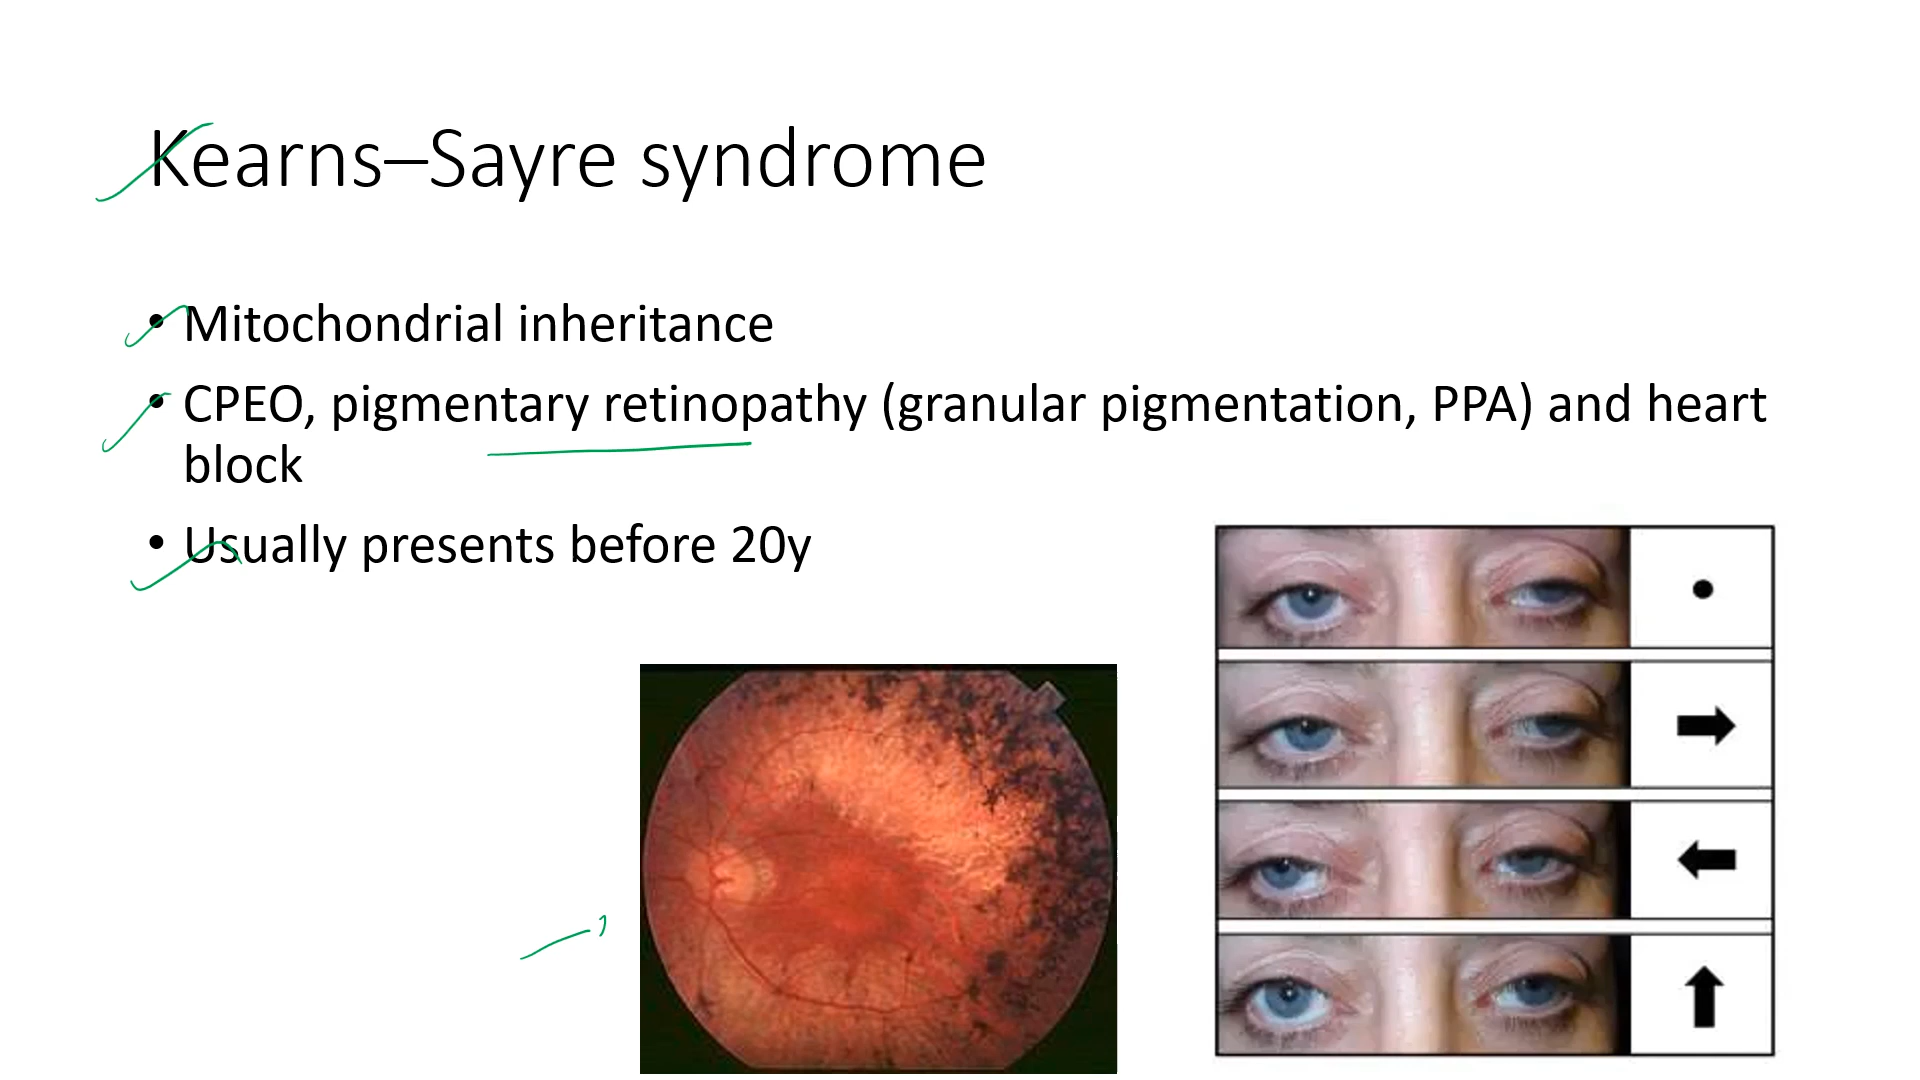 Kearns–Sayre syndrome
• Mitochondrial inheritance
• CPEO, pigmentary retinopathy (granular pigmentation, PPA) and heart
block
• Usually presents before 20y